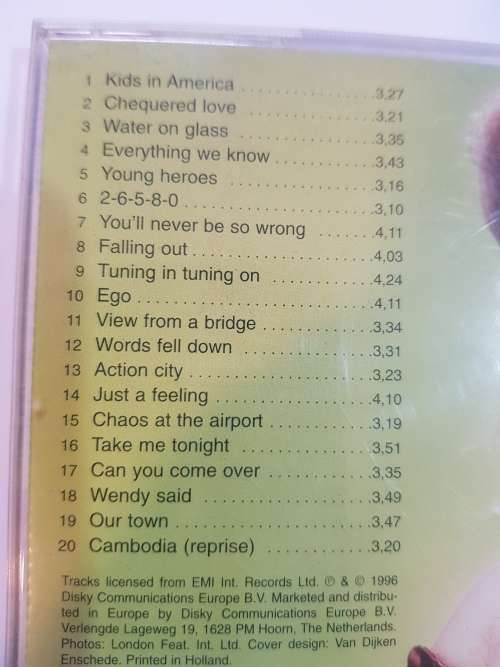 1 Kids in America ................3,27
2 Chequered love ...............3,21
3 Water on glass ................3,35
4 Everything we know ............3,43
5 Young heroes .................3,16
6 2-6-5-8-0 ......................3,10
7 You'll never be so wrong .......4,11
8 Falling out .....................4,03
9 Tuning in tuning on ............4,24
10 Ego ...........................4,11
11 View from a bridge .............3,34
12 Words fell down ...............3,31
13 Action city .....................3,23
14 Just a feeling ..................4,10
15 Chaos at the airport ............3,19
16 Take me tonight ...............3,51
17 Can you come over ............3,35
18 Wendy said ...................3,49
19 Our town ......................3,47
20 Cambodia (reprise) ............3,20
Tracks licensed from EMI Int. Records Ltd. ℗ & © 1996
Disky Communications Europe B.V. Marketed and distribu-
ted in Europe by Disky Communications Europe B.V.
Verlengde Lageweg 19, 1628 PM Hoorn, The Netherlands.
Photos: London Feat. Int. Ltd. Cover design: Van Dijken
Enschede. Printed in Holland.